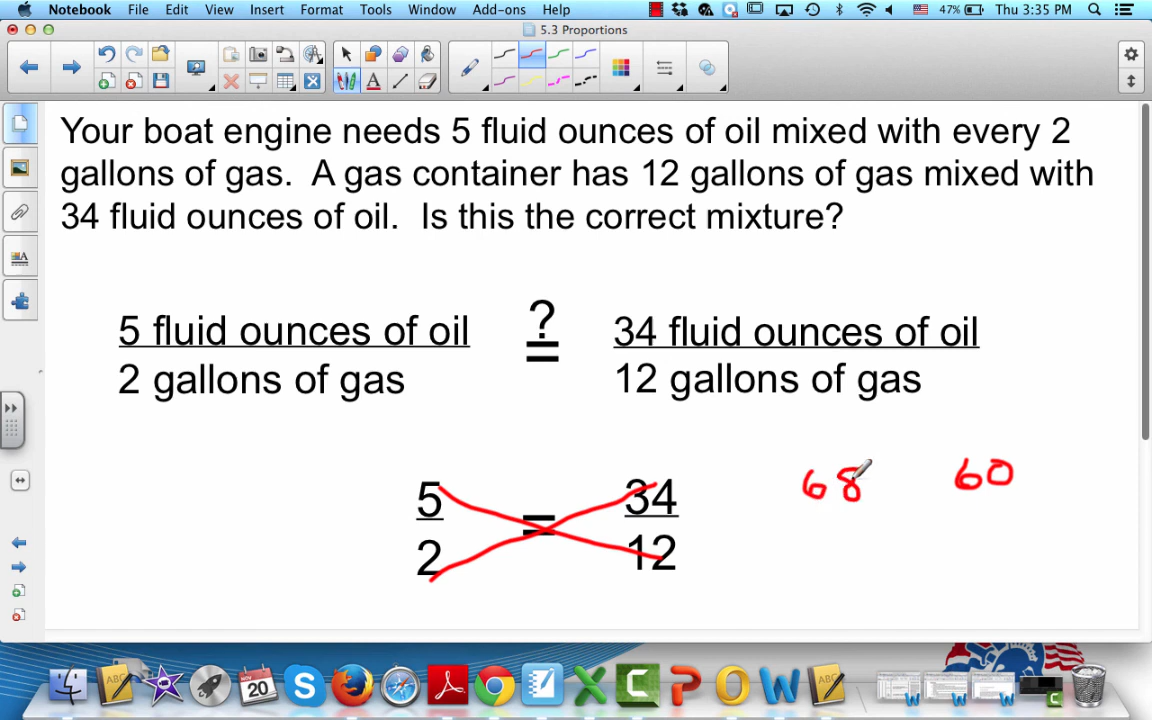 Notebook File Edit View Insert Format Tools Window Add-ons Help 47% Thu 3:35 PM
5.3 Proportions
Your boat engine needs 5 fluid ounces of oil mixed with every 2
gallons of gas. A gas container has 12 gallons of gas mixed with
34 fluid ounces of oil. Is this the correct mixture?
5 fluid ounces of oil ? 34 fluid ounces of oil
=
2 gallons of gas 12 gallons of gas
68 60
5 = 34
2 12
NOV
20